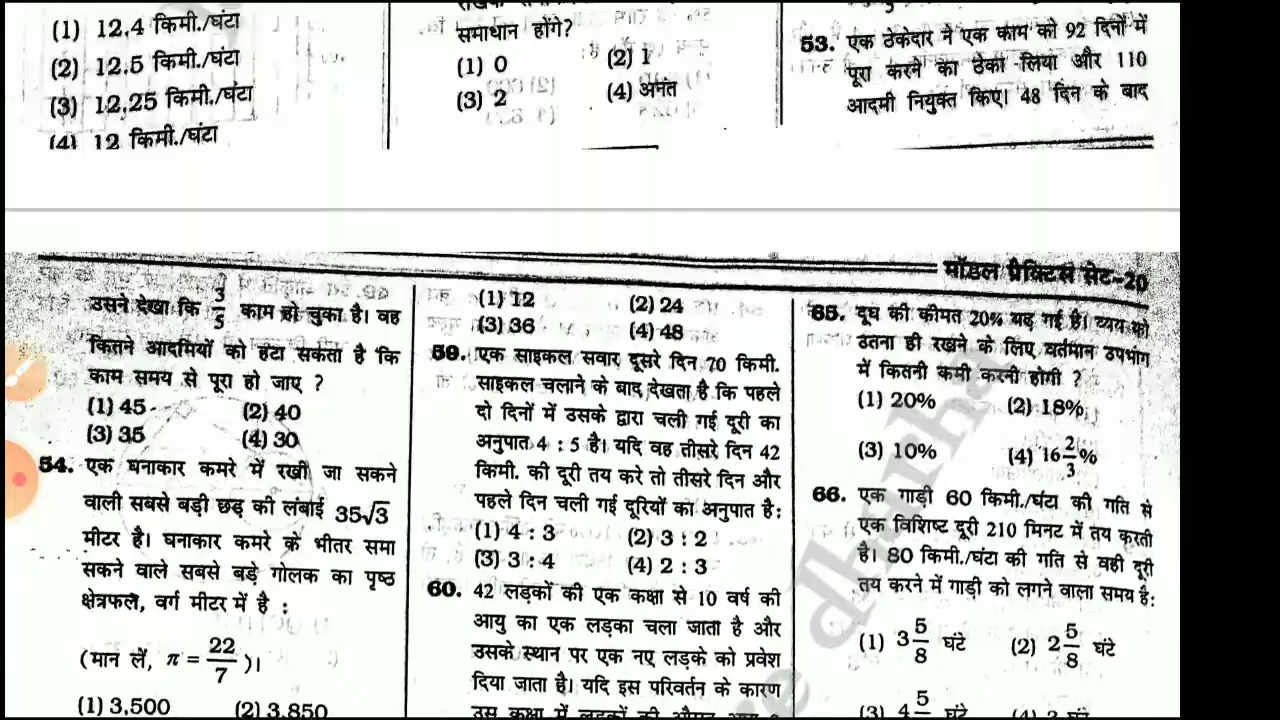 (1) 12.4 किमी./घंटा
(2) 12.5 किमी./घंटा
(3) 12.25 किमी./घंटा
(4) 12 किमी./घंटा
समाधान होंगे?
(1) 0 (2) 1
(3) 2 (4) अनंत
53. एक ठेकेदार ने एक काम को 92 दिनों में
पूरा करने का ठेका लिया और 110
आदमी नियुक्त किए। 48 दिन के बाद
मॉडल प्रैक्टिस सेट-20
उसने देखा कि 3/5 काम हो चुका है। वह
कितने आदमियों को हटा सकता है कि
काम समय से पूरा हो जाए ?
(1) 45 (2) 40
(3) 35 (4) 30
54. एक घनाकार कमरे में रखी जा सकने
वाली सबसे बड़ी छड़ की लंबाई 35√3
मीटर है। घनाकार कमरे के भीतर समा
सकने वाले सबसे बड़े गोलक का पृष्ठ
क्षेत्रफल, वर्ग मीटर में है :
(मान लें, π = 22/7)।
(1) 3,500 (2) 3,850
(1) 12 (2) 24
(3) 36 (4) 48
59. एक साइकल सवार दूसरे दिन 70 किमी.
साइकल चलाने के बाद देखता है कि पहले
दो दिनों में उसके द्वारा चली गई दूरी का
अनुपात 4 : 5 है। यदि वह तीसरे दिन 42
किमी. की दूरी तय करे तो तीसरे दिन और
पहले दिन चली गई दूरियों का अनुपात है:
(1) 4 : 3 (2) 3 : 2
(3) 3 : 4 (4) 2 : 3
60. 42 लड़कों की एक कक्षा से 10 वर्ष की
आयु का एक लड़का चला जाता है और
उसके स्थान पर एक नए लड़के को प्रवेश
दिया जाता है। यदि इस परिवर्तन के कारण
उस कक्षा में लड़कों की औसत आयु
65. दूध की कीमत 20% बढ़ गई है। व्यय को
उतना ही रखने के लिए वर्तमान उपभोग
में कितनी कमी करनी होगी ?
(1) 20% (2) 18%
(3) 10% (4) 16 2/3%
66. एक गाड़ी 60 किमी./घंटा की गति से
एक विशिष्ट दूरी 210 मिनट में तय करती
है। 80 किमी./घंटा की गति से वही दूरी
तय करने में गाड़ी को लगने वाला समय है:
(1) 3 5/8 घंटे (2) 2 5/8 घंटे
(3) 4 5 घंटे (4) 3 घंटे